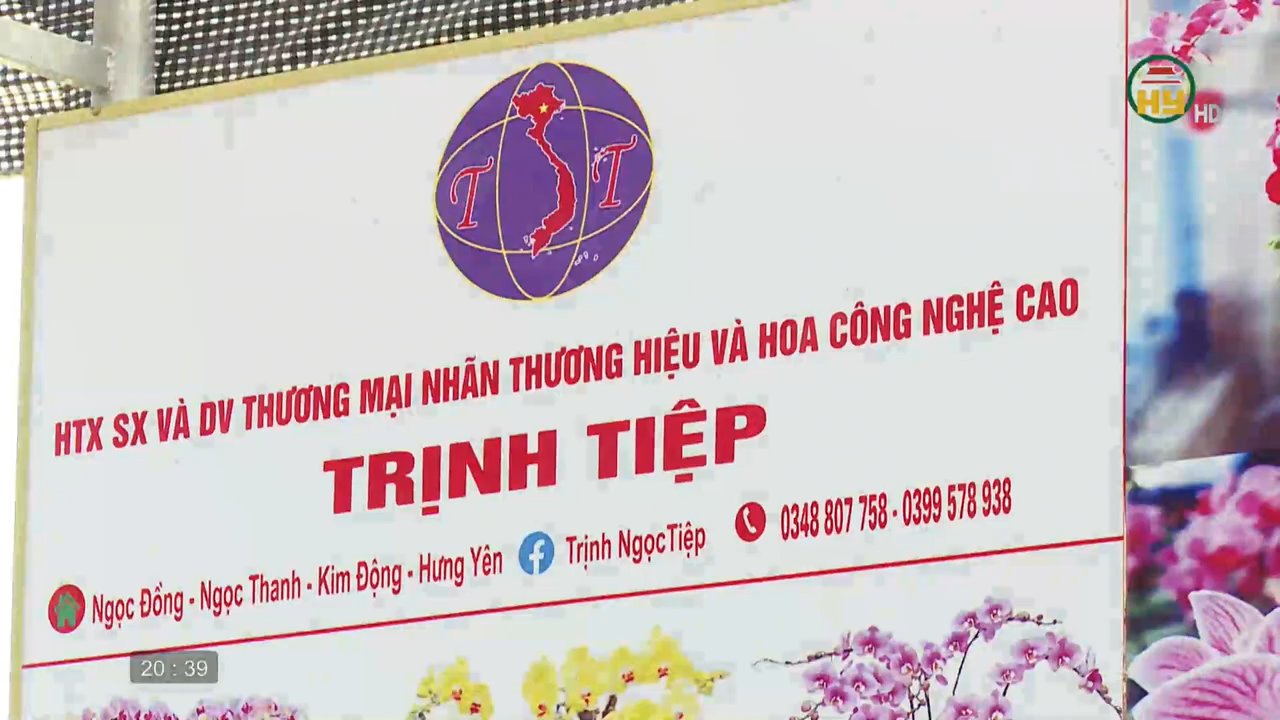 HY HD
T T
HTX SX VÀ DV THƯƠNG MẠI NHÃN THƯƠNG HIỆU VÀ HOA CÔNG NGHỆ CAO
TRỊNH TIỆP
Ngọc Đồng - Ngọc Thanh - Kim Động - Hưng Yên f Trịnh NgọcTiệp 0348 807 758 - 0399 578 938
20 : 39